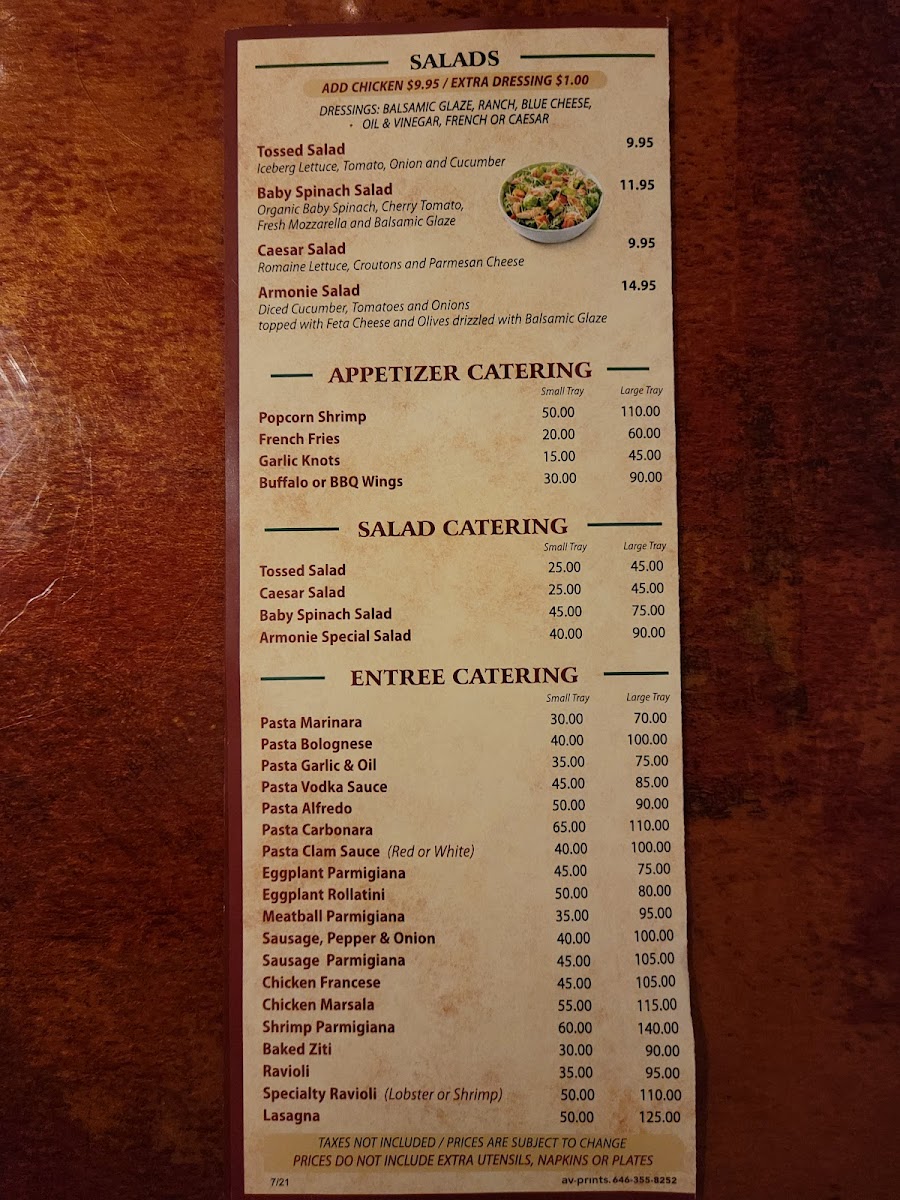 SALADS
ADD CHICKEN $9.95 / EXTRA DRESSING $1.00
DRESSINGS: BALSAMIC GLAZE, RANCH, BLUE CHEESE,
OIL & VINEGAR, FRENCH OR CAESAR
Tossed Salad 9.95
Iceberg Lettuce, Tomato, Onion and Cucumber
Baby Spinach Salad 11.95
Organic Baby Spinach, Cherry Tomato,
Fresh Mozzarella and Balsamic Glaze
Caesar Salad 9.95
Romaine Lettuce, Croutons and Parmesan Cheese
Armonie Salad 14.95
Diced Cucumber, Tomatoes and Onions
topped with Feta Cheese and Olives drizzled with Balsamic Glaze
APPETIZER CATERING
Small Tray Large Tray
Popcorn Shrimp 50.00 110.00
French Fries 20.00 60.00
Garlic Knots 15.00 45.00
Buffalo or BBQ Wings 30.00 90.00
SALAD CATERING
Small Tray Large Tray
Tossed Salad 25.00 45.00
Caesar Salad 25.00 45.00
Baby Spinach Salad 45.00 75.00
Armonie Special Salad 40.00 90.00
ENTREE CATERING
Small Tray Large Tray
Pasta Marinara 30.00 70.00
Pasta Bolognese 40.00 100.00
Pasta Garlic & Oil 35.00 75.00
Pasta Vodka Sauce 45.00 85.00
Pasta Alfredo 50.00 90.00
Pasta Carbonara 65.00 110.00
Pasta Clam Sauce (Red or White) 40.00 100.00
Eggplant Parmigiana 45.00 75.00
Eggplant Rollatini 50.00 80.00
Meatball Parmigiana 35.00 95.00
Sausage, Pepper & Onion 40.00 100.00
Sausage Parmigiana 45.00 105.00
Chicken Francese 45.00 105.00
Chicken Marsala 55.00 115.00
Shrimp Parmigiana 60.00 140.00
Baked Ziti 30.00 90.00
Ravioli 35.00 95.00
Specialty Ravioli (Lobster or Shrimp) 50.00 110.00
Lasagna 50.00 125.00
TAXES NOT INCLUDED / PRICES ARE SUBJECT TO CHANGE
PRICES DO NOT INCLUDE EXTRA UTENSILS, NAPKINS OR PLATES
7/21 av-prints.646-355-8252